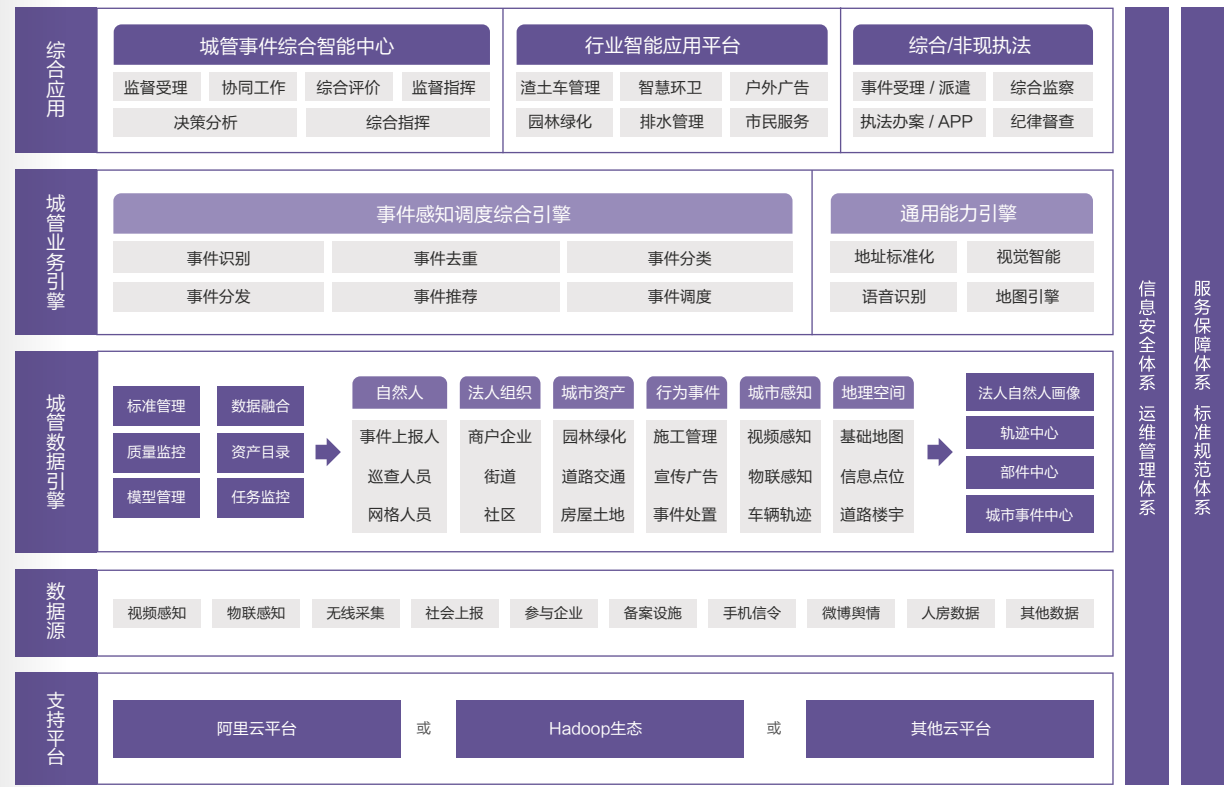 综合应用
城管事件综合智能中心
行业智能应用平台
综合/非现执法
监督受理 协同工作 综合评价 监督指挥
渣土车管理 智慧环卫 户外广告
事件受理 / 派遣 综合监察
决策分析 综合指挥
园林绿化 排水管理 市民服务
执法办案 / APP 纪律督查
城管业务引擎
事件感知调度综合引擎
通用能力引擎
事件识别 事件去重 事件分类
地址标准化 视觉智能
事件分发 事件推荐 事件调度
语音识别 地图引擎
城管数据引擎
标准管理 数据融合
质量监控 资产目录
模型管理 任务监控
自然人 法人组织 城市资产 行为事件 城市感知 地理空间
事件上报人 商户企业 园林绿化 施工管理 视频感知 基础地图
巡查人员 街道 道路交通 宣传广告 物联感知 信息点位
网格人员 社区 房屋土地 事件处置 车辆轨迹 道路楼宇
法人自然人画像
轨迹中心
部件中心
城市事件中心
数据源
视频感知 物联感知 无线采集 社会上报 参与企业 备案设施 手机信令 微博舆情 人房数据 其他数据
支持平台
阿里云平台 或 Hadoop生态 或 其他云平台
信息安全体系 运维管理体系
服务保障体系 标准规范体系